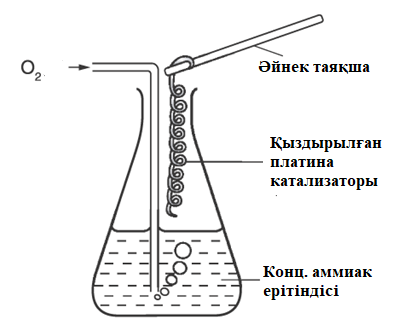 O₂
Әйнек таяқша
Қыздырылған
платина
катализаторы
Конц. аммиак
ерітіндісі